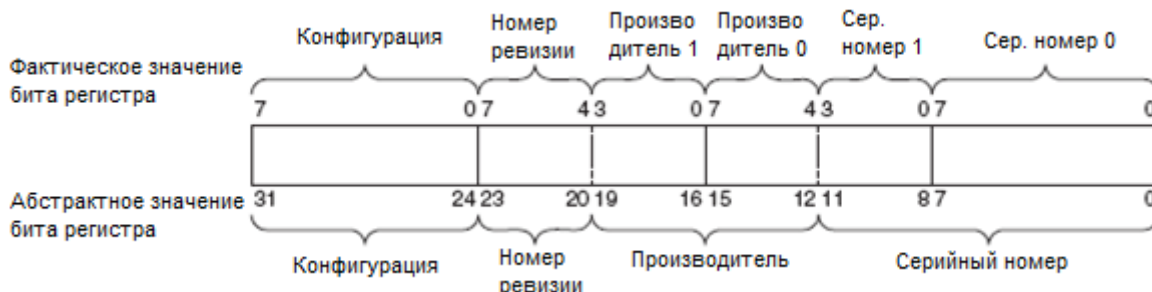 Конфигурация
Номер ревизии
Произво дитель 1
Произво дитель 0
Сер. номер 1
Сер. номер 0
Фактическое значение бита регистра
7 0 7 4 3 0 7 4 3 0 7 0
Абстрактное значение бита регистра
31 24 23 20 19 16 15 12 11 8 7 0
Конфигурация
Номер ревизии
Производитель
Серийный номер